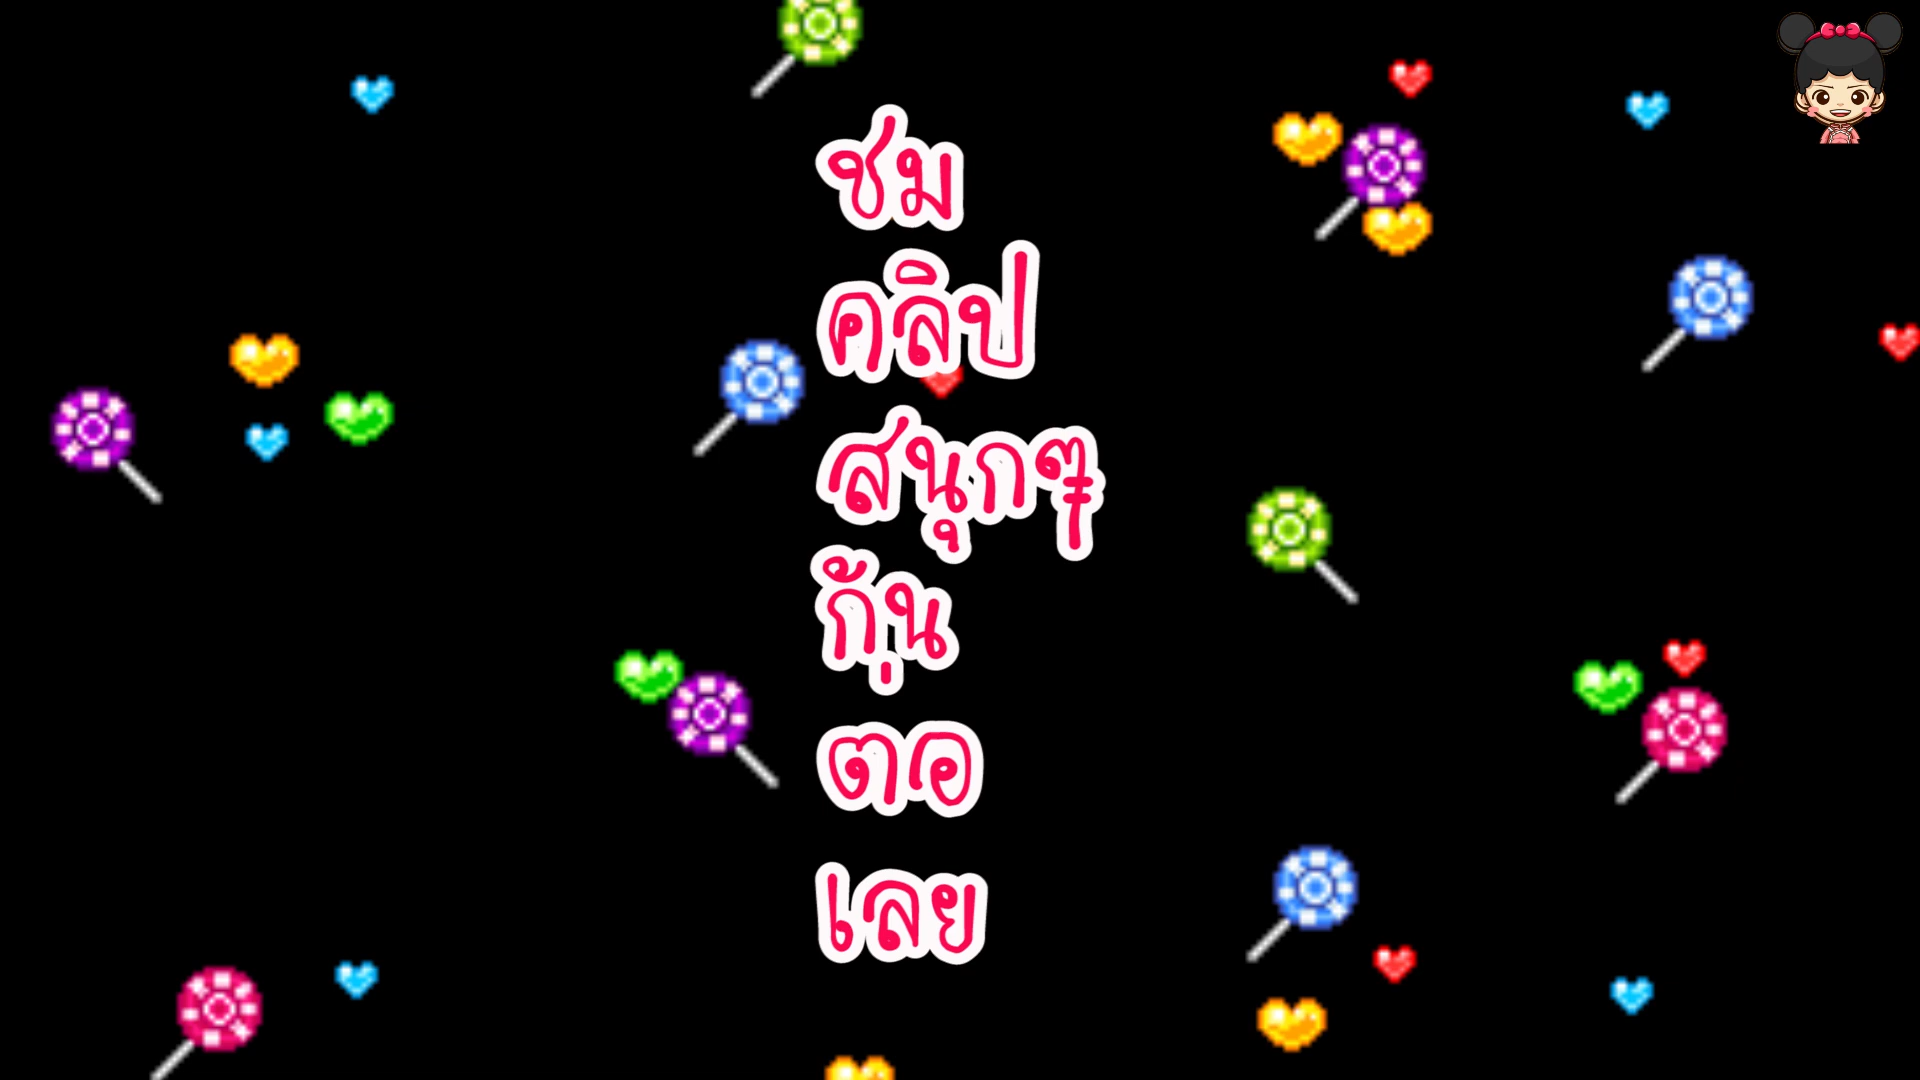 ชม
คลิป
สนุกๆ
กุ้น
ตอ
เลย